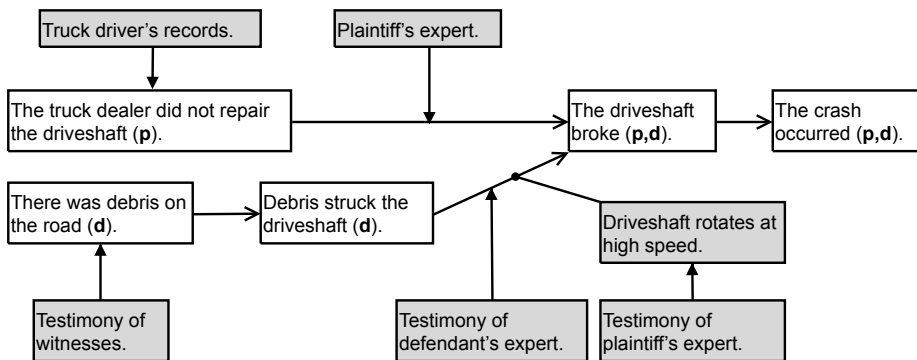 Truck driver's records.
Plaintiff's expert.
The truck dealer did not repair
the driveshaft (p).
The driveshaft
broke (p,d).
The crash
occurred (p,d).
There was debris on
the road (d).
Debris struck the
driveshaft (d).
Driveshaft rotates at
high speed.
Testimony of
witnesses.
Testimony of
defendant's expert.
Testimony of
plaintiff's expert.